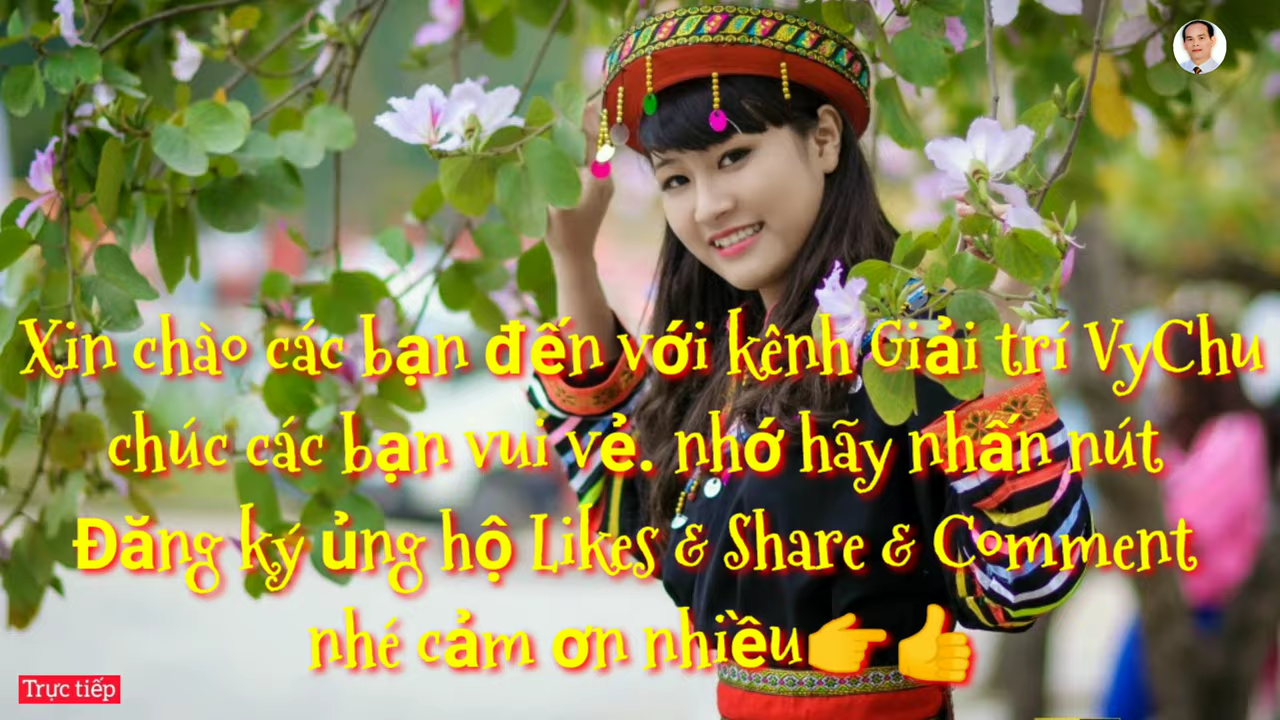 Xin chào các bạn đến với kênh Giải trí VyChu
chúc các bạn vui vẻ. nhớ hãy nhấn nút
Đăng ký ủng hộ Likes & Share & Comment
nhé cảm ơn nhiều👉👍
Trực tiếp